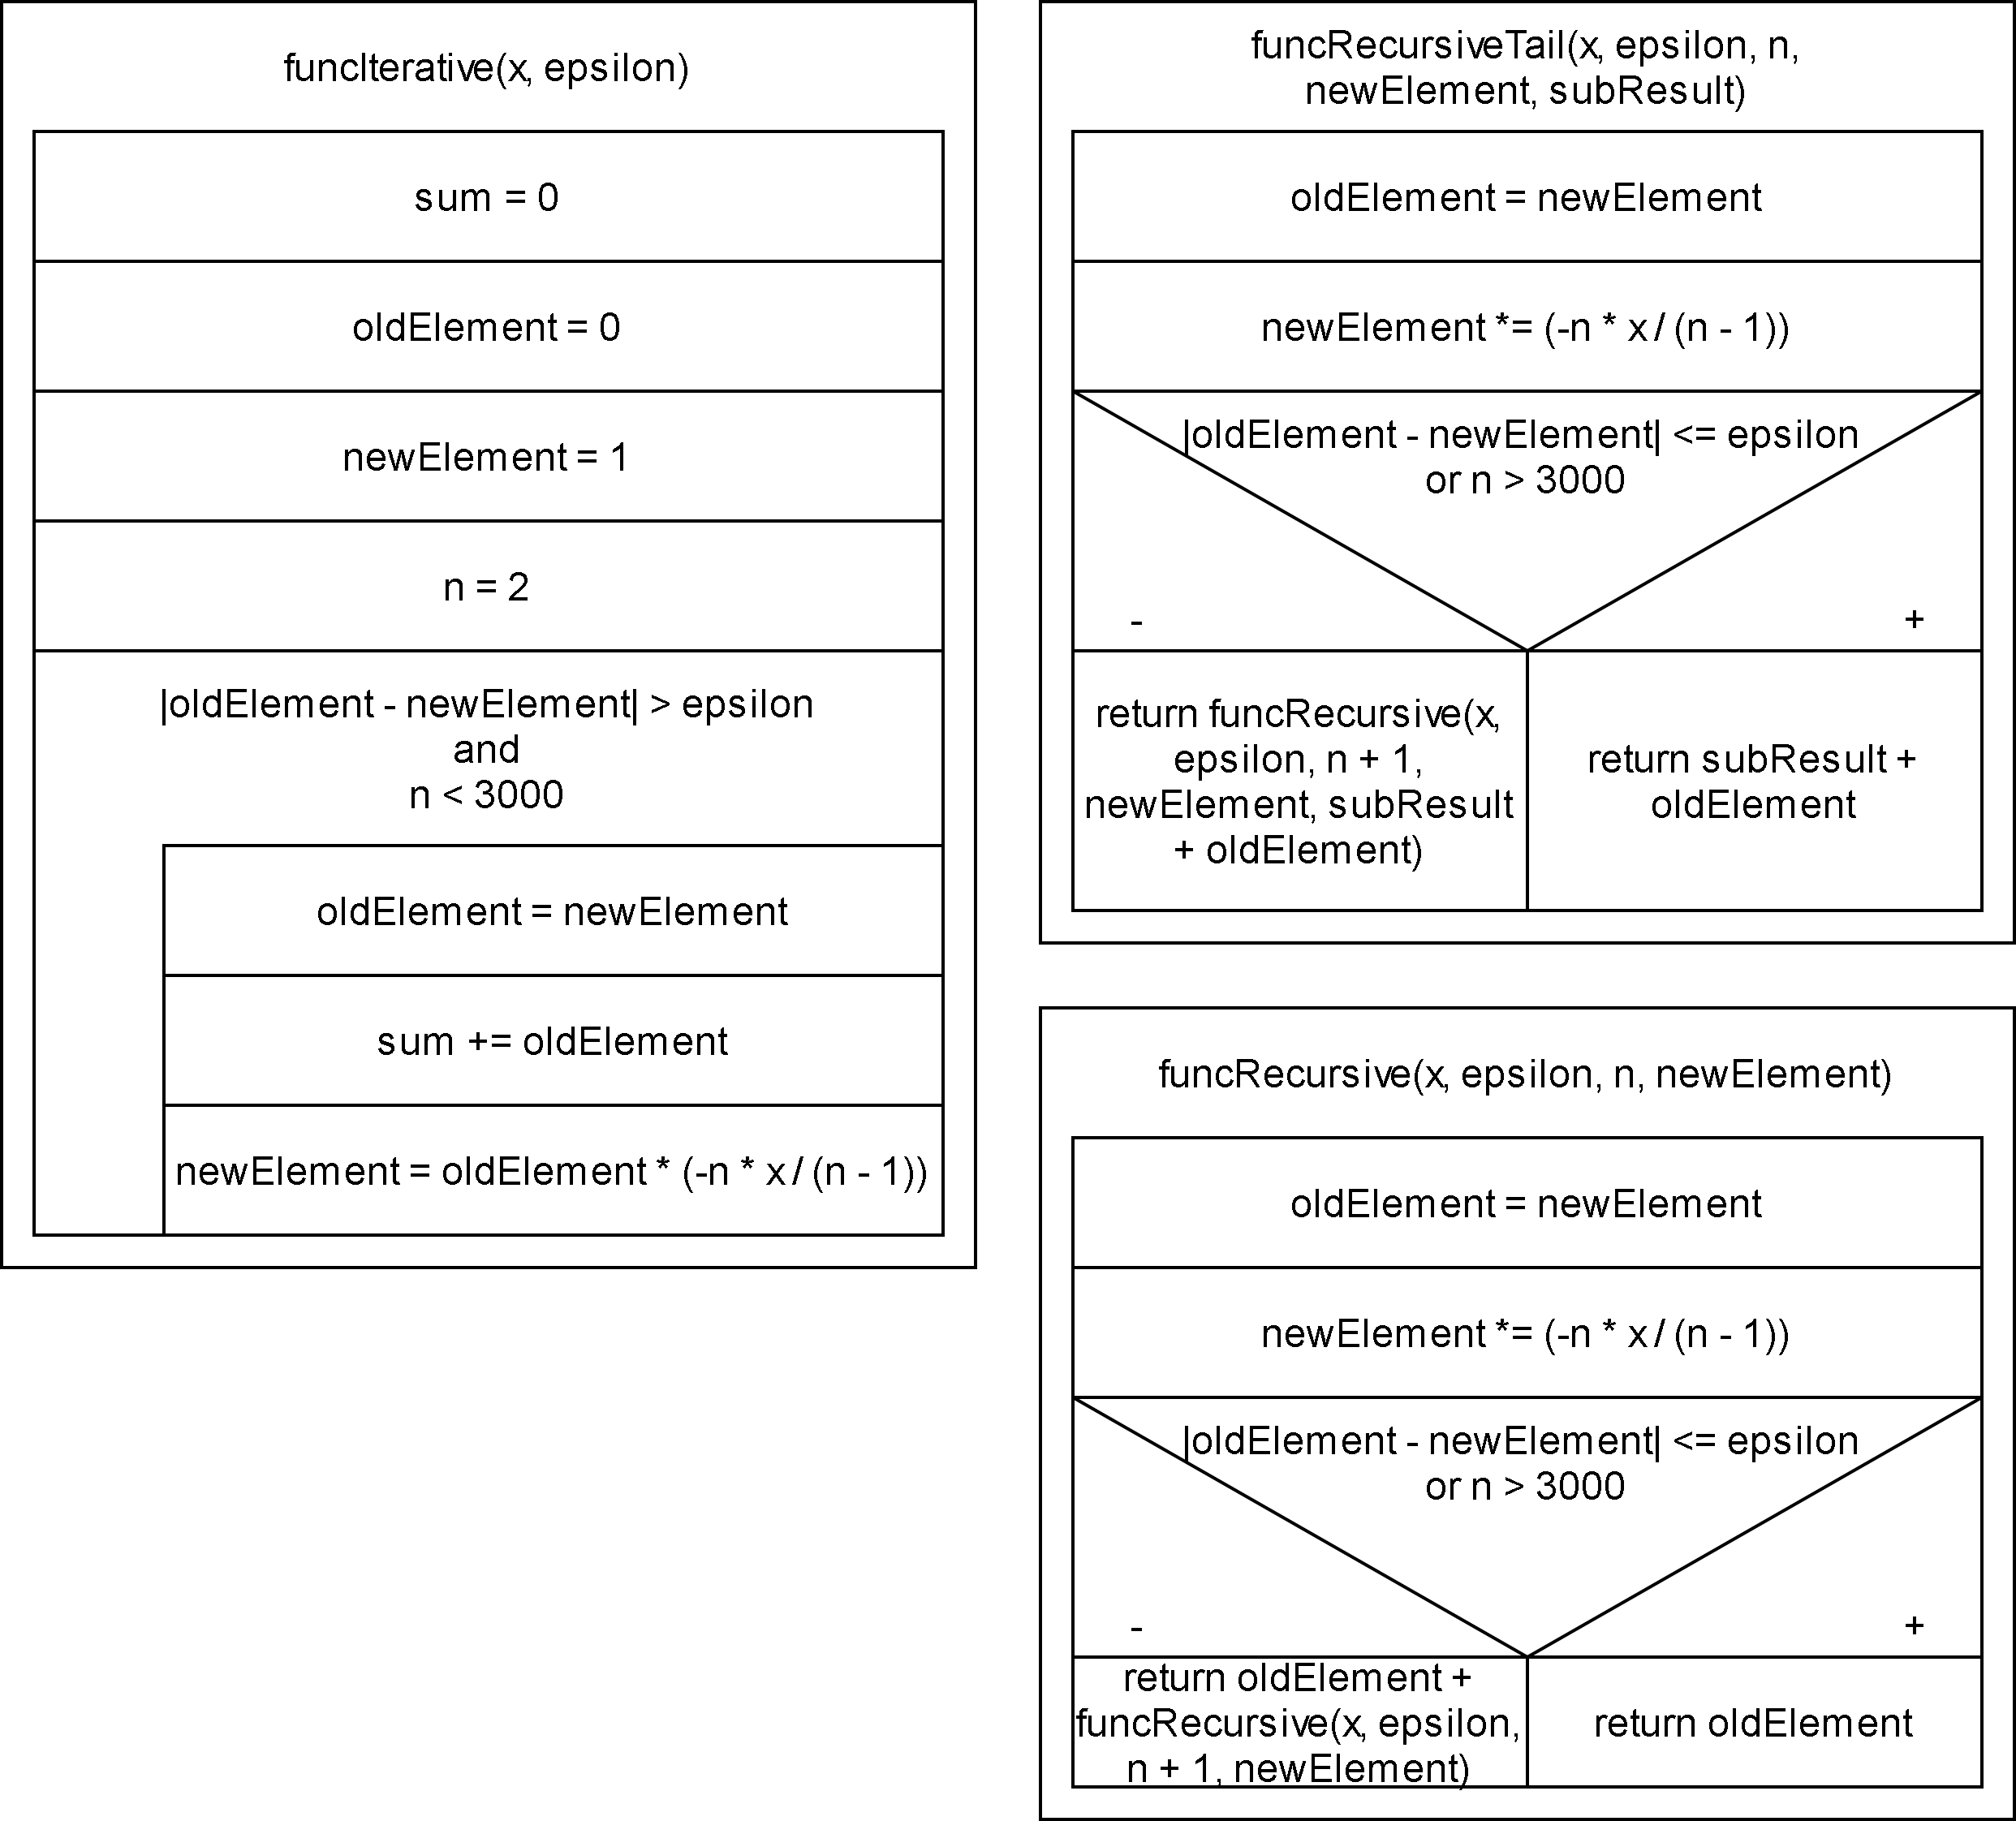 funcIterative(x, epsilon)
sum = 0
oldElement = 0
newElement = 1
n = 2
|oldElement - newElement| > epsilon
and
n < 3000
oldElement = newElement
sum += oldElement
newElement = oldElement * (-n * x / (n - 1))
funcRecursiveTail(x, epsilon, n,
newElement, subResult)
oldElement = newElement
newElement *= (-n * x / (n - 1))
|oldElement - newElement| <= epsilon
or n > 3000
-
+
return funcRecursive(x,
epsilon, n + 1,
newElement, subResult
+ oldElement)
return subResult +
oldElement
funcRecursive(x, epsilon, n, newElement)
oldElement = newElement
newElement *= (-n * x / (n - 1))
|oldElement - newElement| <= epsilon
or n > 3000
-
+
return oldElement +
funcRecursive(x, epsilon,
n + 1, newElement)
return oldElement